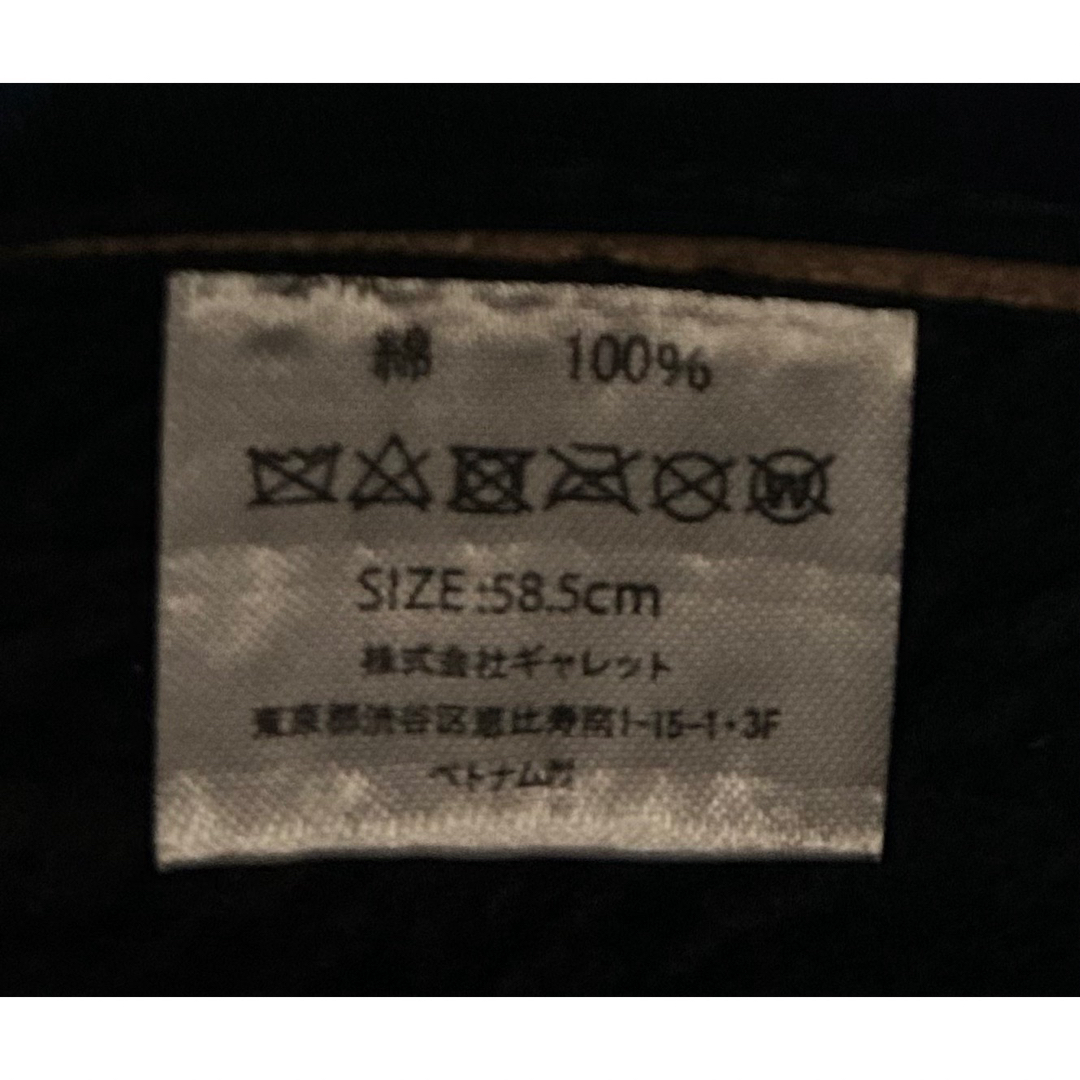 綿 100%
SIZE:58.5cm
株式会社ギャレット
東京都渋谷区恵比寿南1-15-1・3F
ベトナム製